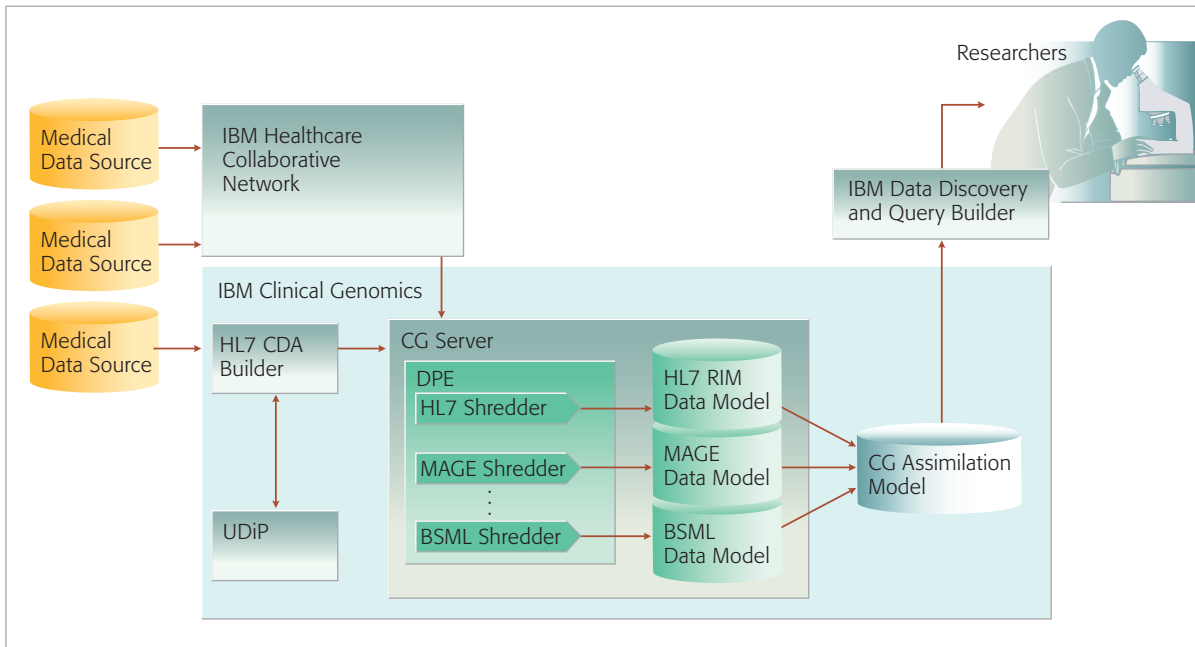 Researchers
Medical
Data Source
IBM Healthcare
Collaborative
Network
Medical
Data Source
IBM Data Discovery
and Query Builder
IBM Clinical Genomics
Medical
Data Source
HL7 CDA
Builder
CG Server
DPE
HL7 Shredder
HL7 RIM
Data Model
MAGE Shredder
MAGE
Data Model
CG Assimilation
Model
UDiP
BSML Shredder
BSML
Data Model